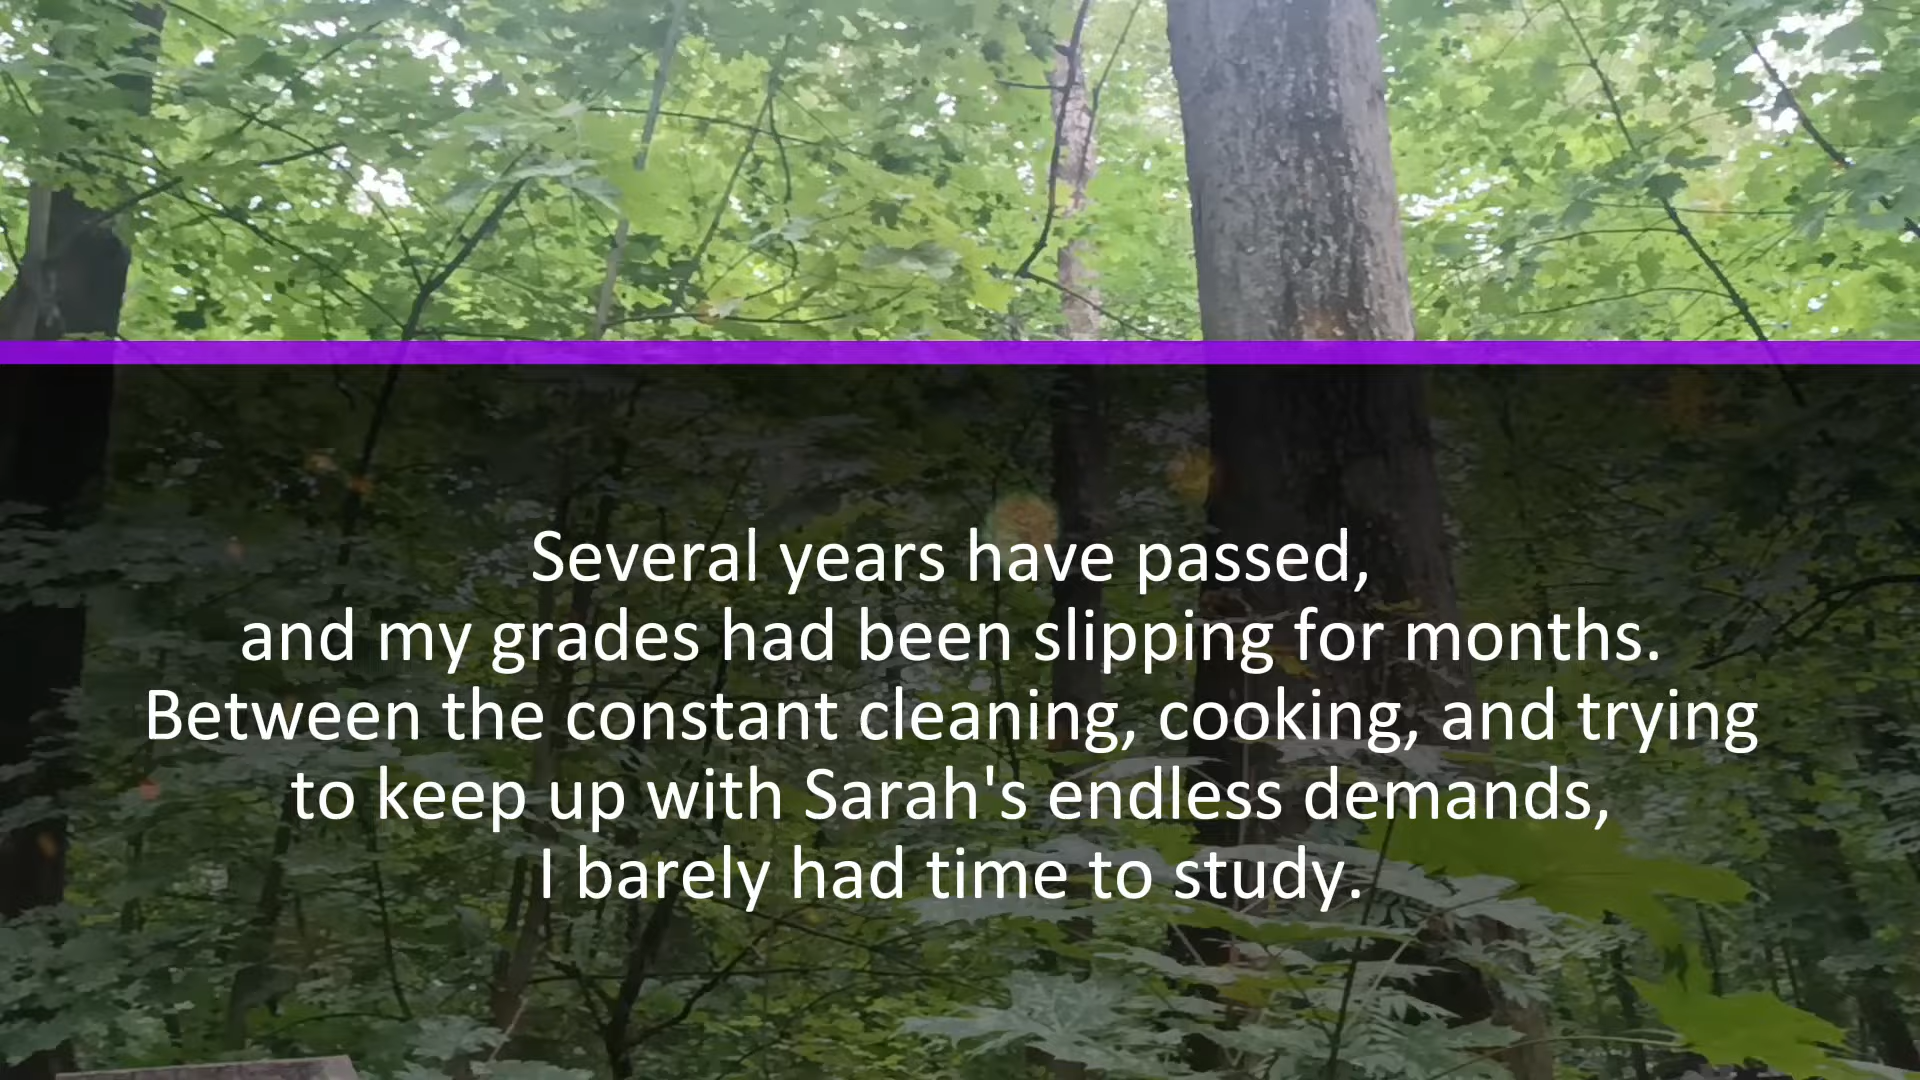 Several years have passed,
and my grades had been slipping for months.
Between the constant cleaning, cooking, and trying
to keep up with Sarah's endless demands,
I barely had time to study.